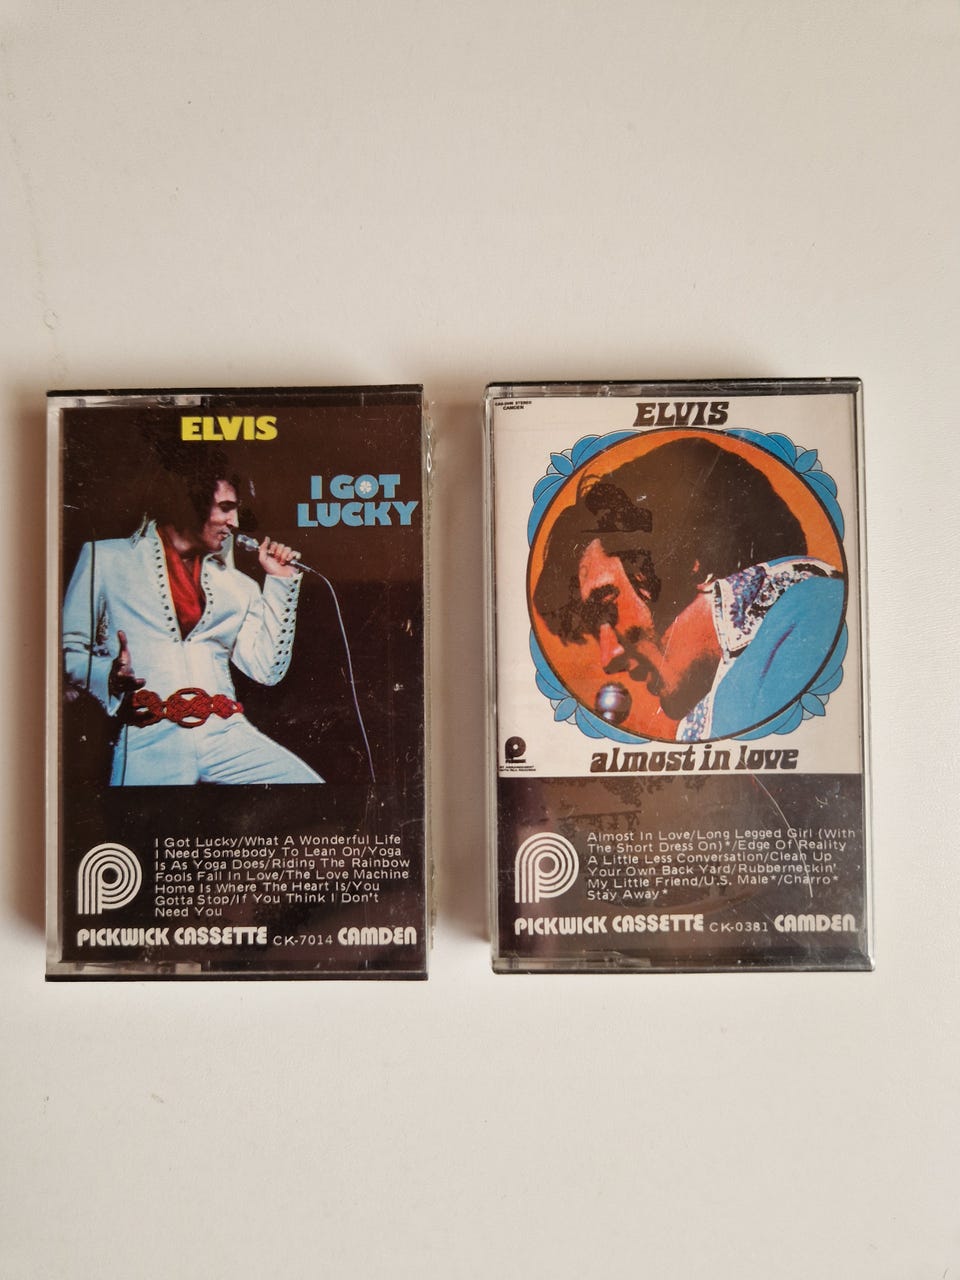 ELVIS
I GOT
LUCKY
I Got Lucky/What A Wonderful Life
I Need Somebody To Lean On/Yoga
Is As Yoga Does/Riding The Rainbow
Fools Fall In Love/The Love Machine
Home Is Where The Heart Is/You
Gotta Stop/If You Think I Don't
Need You
PICKWICK CASSETTE CK-7014 CAMDEN
CAMDEN
ELVIS
almost in love
Almost In Love/Long Legged Girl (With
The Short Dress On)*/Edge Of Reality
A Little Less Conversation/Clean Up
Your Own Back Yard/Rubberneckin'
My Little Friend/U.S. Male*/Charro*
Stay Away*
PICKWICK CASSETTE CK-0381 CAMDEN